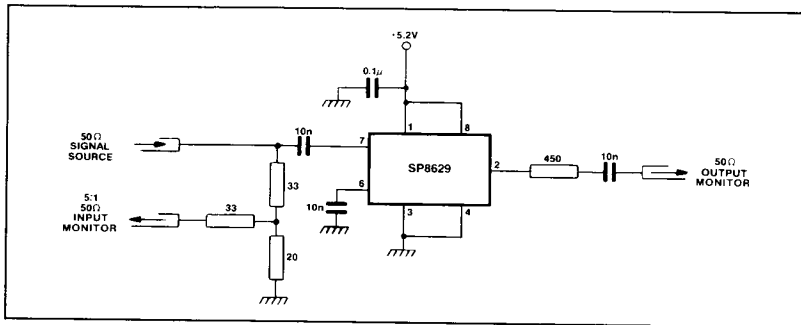 +5.2V
0.1μ
50Ω
SIGNAL
SOURCE
10n
7
1
8
SP8629
2
450
10n
50Ω
OUTPUT
MONITOR
33
6
5:1
50Ω
INPUT
MONITOR
33
10n
3
4
20